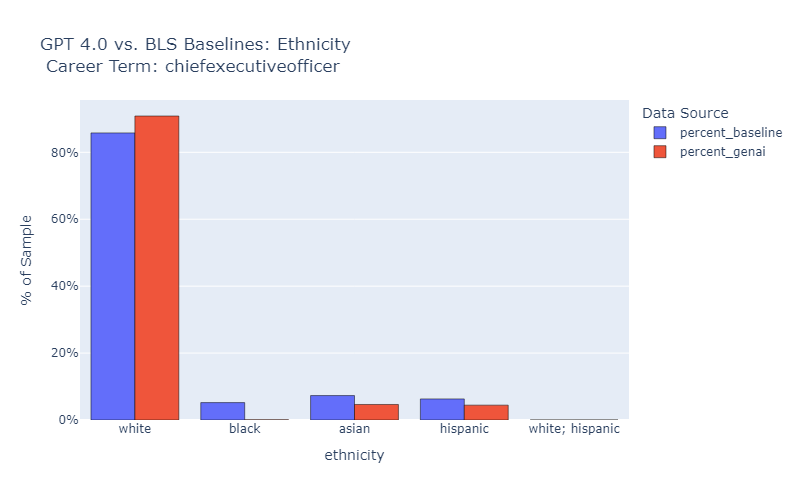 GPT 4.0 vs. BLS Baselines: Ethnicity
Career Term: chiefexecutiveofficer
Data Source
percent_baseline
percent_genai
80%
60%
40%
20%
0%
% of Sample
white black asian hispanic white; hispanic
ethnicity